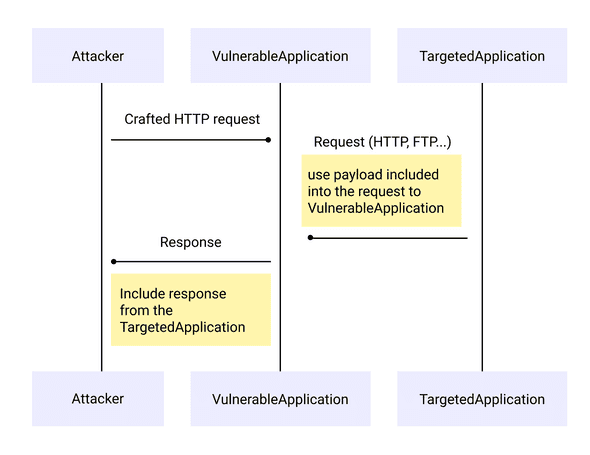 Attacker
VulnerableApplication
TargetedApplication
Crafted HTTP request
Request (HTTP, FTP...)
use payload included
into the request to
VulnerableApplication
Response
Include response
from the
TargetedApplication
Attacker
VulnerableApplication
TargetedApplication